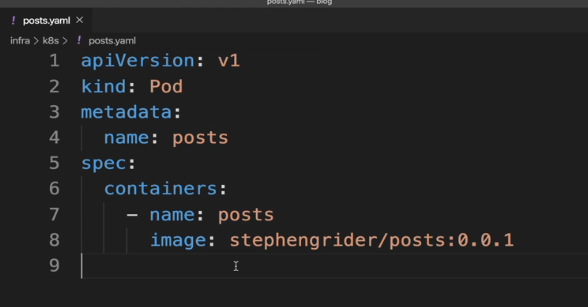 posts.yaml — blog
! posts.yaml ×
infra > k8s > ! posts.yaml
1 apiVersion: v1
2 kind: Pod
3 metadata:
4   name: posts
5 spec:
6   containers:
7     - name: posts
8       image: stephengrider/posts:0.0.1
9